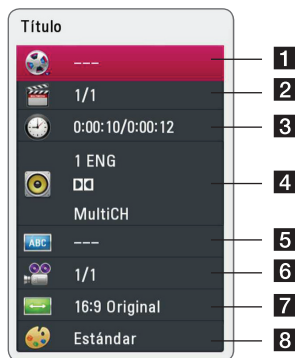 Título
--- 1
1/1 2
0:00:10/0:00:12 3
1 ENG
MultiCH 4
ABC --- 5
1/1 6
16:9 Original 7
Estándar 8